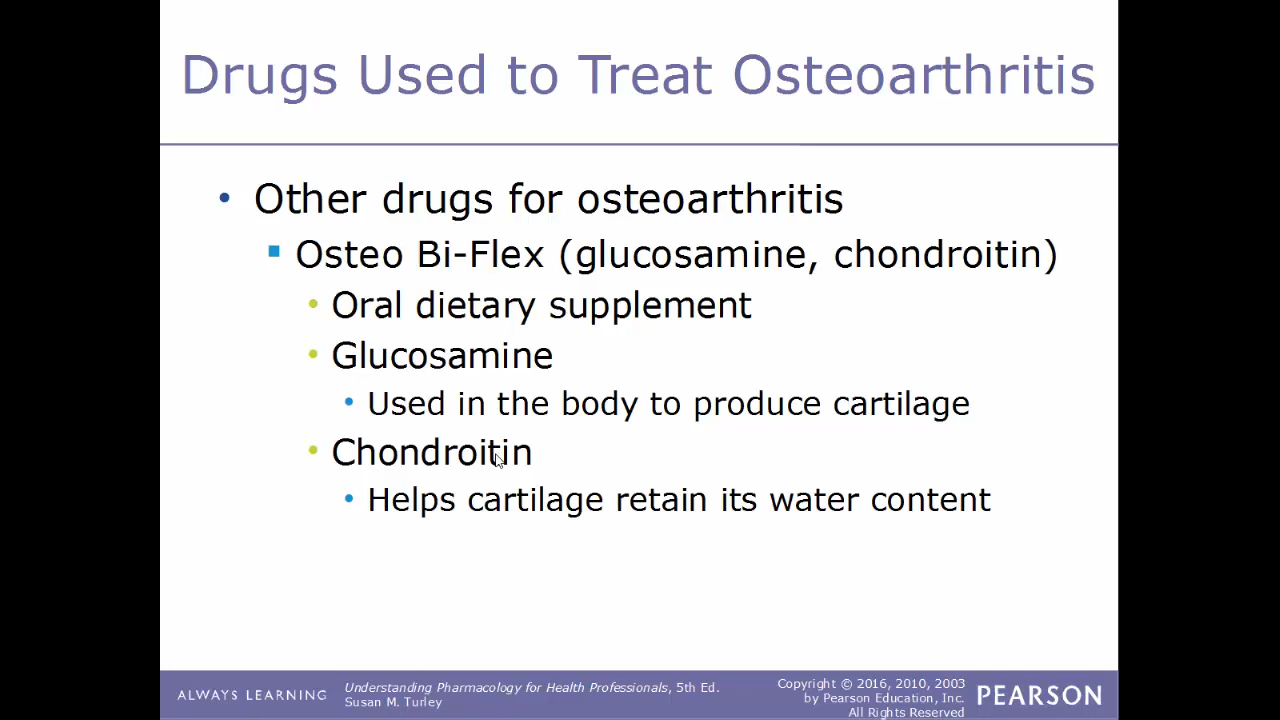 Drugs Used to Treat Osteoarthritis
• Other drugs for osteoarthritis
▪ Osteo Bi-Flex (glucosamine, chondroitin)
• Oral dietary supplement
• Glucosamine
• Used in the body to produce cartilage
• Chondroitin
• Helps cartilage retain its water content
ALWAYS LEARNING
Understanding Pharmacology for Health Professionals, 5th Ed.
Susan M. Turley
Copyright © 2016, 2010, 2003
by Pearson Education, Inc.
All Rights Reserved
PEARSON